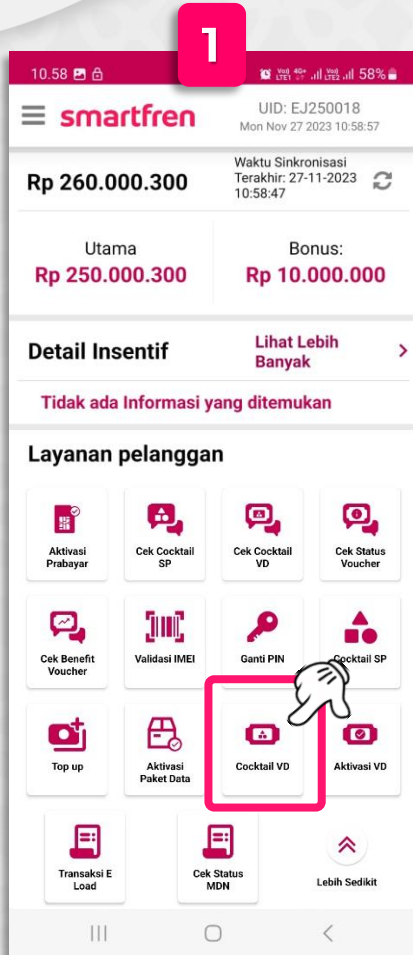 1
10.58 58%
smartfren
UID: EJ250018
Mon Nov 27 2023 10:58:57
Rp 260.000.300
Waktu Sinkronisasi
Terakhir: 27-11-2023
10:58:47
Utama
Rp 250.000.300
Bonus:
Rp 10.000.000
Detail Insentif
Lihat Lebih
Banyak
Tidak ada Informasi yang ditemukan
Layanan pelanggan
Aktivasi
Prabayar
Cek Cocktail
SP
Cek Cocktail
VD
Cek Status
Voucher
Cek Benefit
Voucher
Validasi IMEI
Ganti PIN
Cocktail SP
Top up
Aktivasi
Paket Data
Cocktail VD
Aktivasi VD
Transaksi E
Load
Cek Status
MDN
Lebih Sedikit